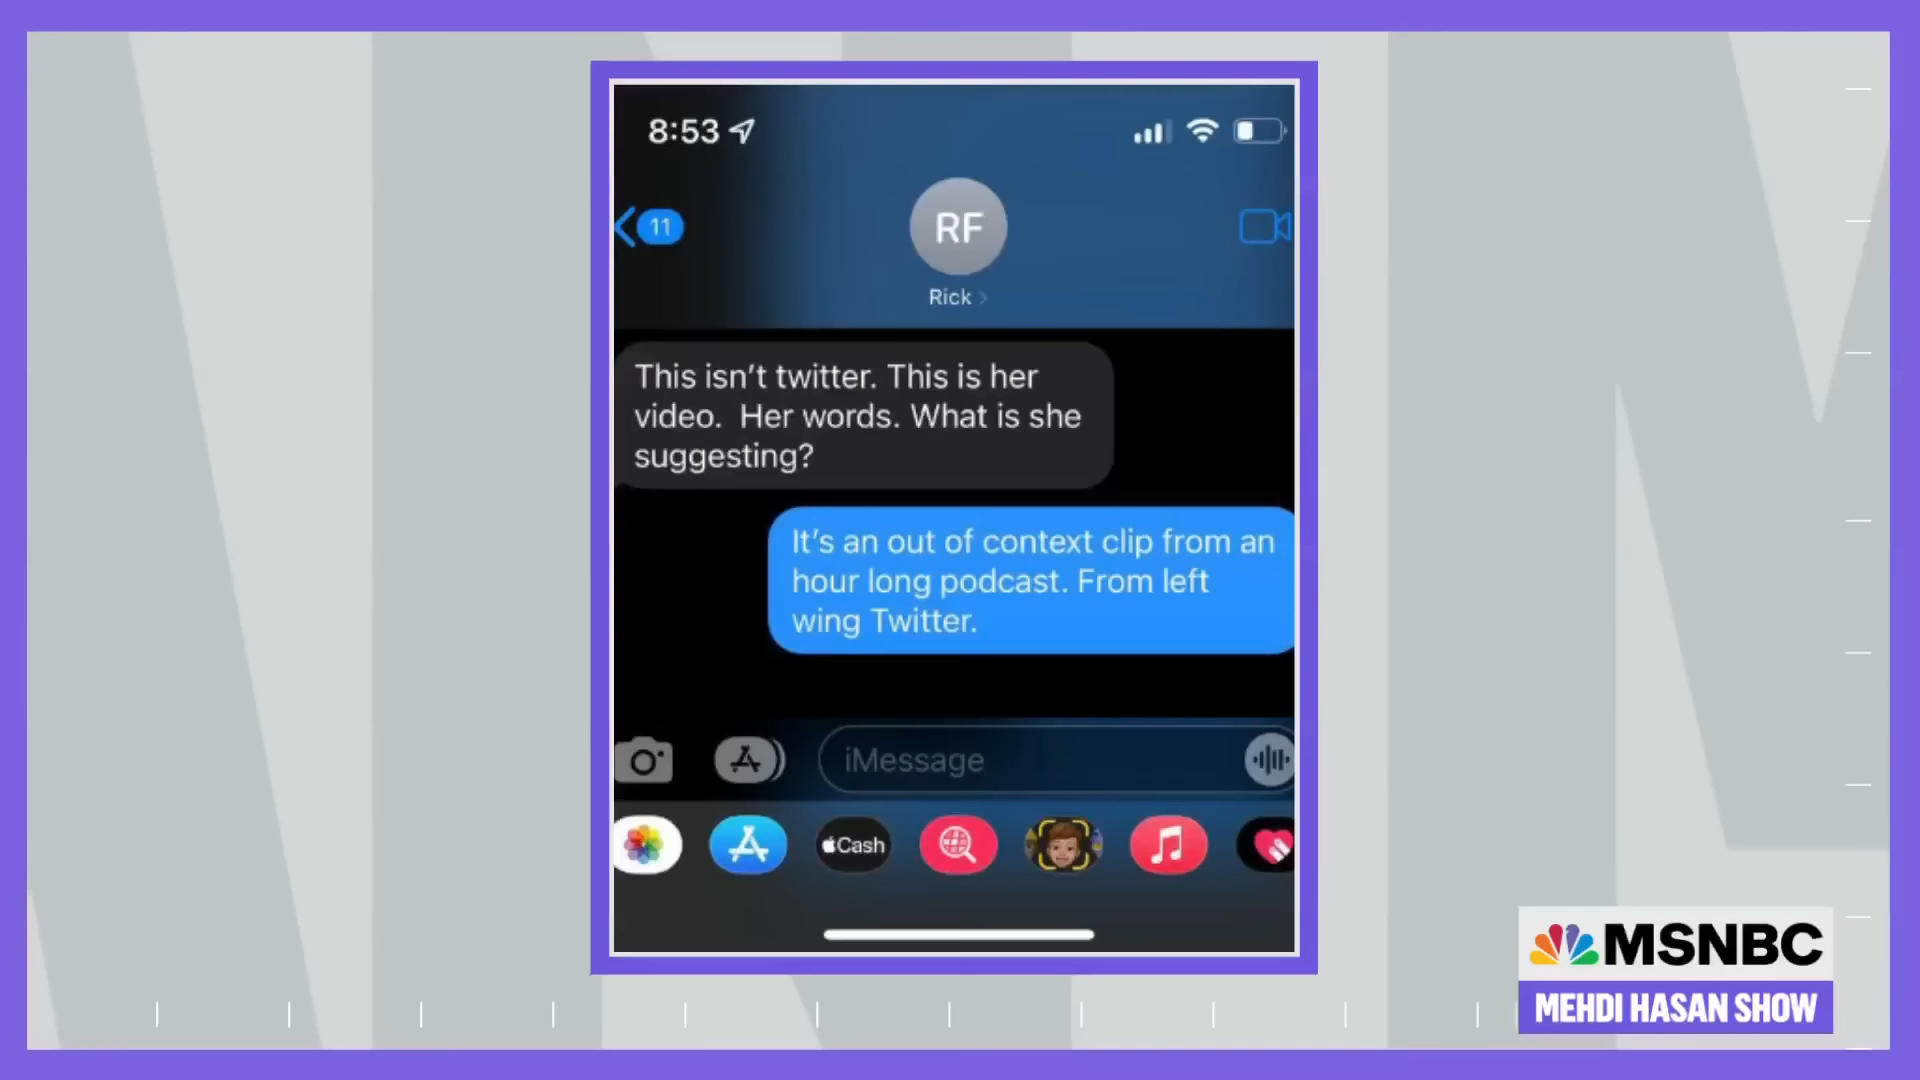 8:53
11
RF
Rick
This isn't twitter. This is her
video.  Her words. What is she
suggesting?
It's an out of context clip from an
hour long podcast. From left
wing Twitter.
iMessage
Cash
MSNBC
MEHDI HASAN SHOW